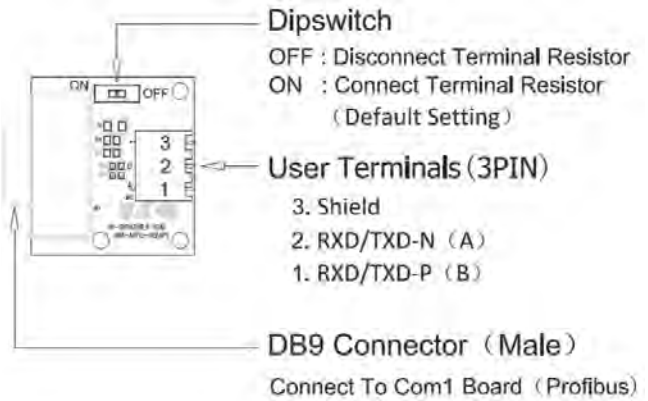 Dipswitch
OFF : Disconnect Terminal Resistor
ON : Connect Terminal Resistor
（Default Setting）
ON OFF
3
2
1
User Terminals（3PIN）
3. Shield
2. RXD/TXD-N（A）
1. RXD/TXD-P（B）
DB9 Connector（Male）
Connect To Com1 Board（Profibus）